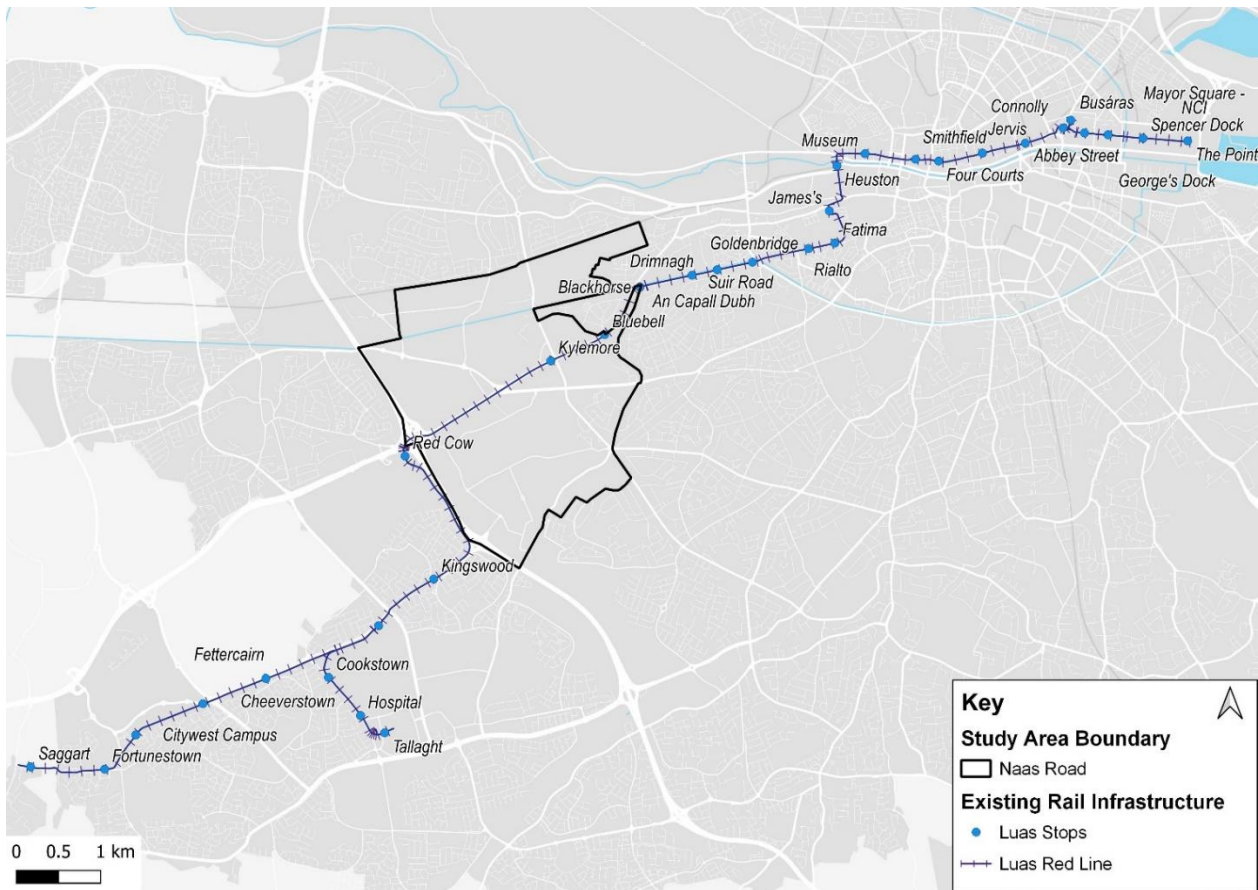 Mayor Square -
NCI
Connolly
Busáras
Spencer Dock
Smithfield
Jervis
Museum
Abbey Street
The Point
Four Courts
Heuston
George's Dock
James's
Fatima
Goldenbridge
Drimnagh
Rialto
Suir Road
Blackhorse
An Capall Dubh
Bluebell
Kylemore
Red Cow
Kingswood
Fettercairn
Cookstown
Cheeverstown
Hospital
Citywest Campus
Tallaght
Saggart
Fortunestown
0 0.5 1 km
Key
Study Area Boundary
Naas Road
Existing Rail Infrastructure
Luas Stops
Luas Red Line